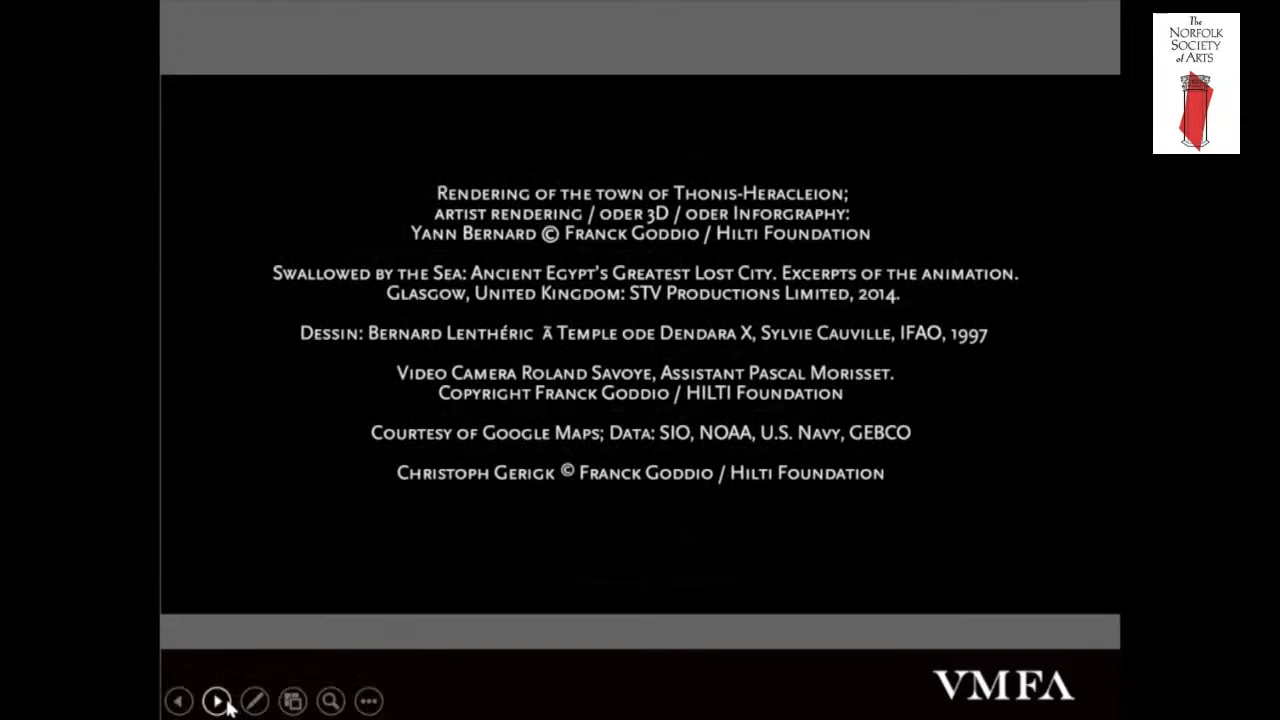 The
NORFOLK
SOCIETY
of ARTS
RENDERING OF THE TOWN OF THONIS-HERACLEION;
ARTIST RENDERING / ODER 3D / ODER INFORGRAPHY:
YANN BERNARD © FRANCK GODDIO / HILTI FOUNDATION
SWALLOWED BY THE SEA: ANCIENT EGYPT'S GREATEST LOST CITY. EXCERPTS OF THE ANIMATION.
GLASGOW, UNITED KINGDOM: STV PRODUCTIONS LIMITED, 2014.
DESSIN: BERNARD LENTHÉRIC Ã TEMPLE ODE DENDARA X, SYLVIE CAUVILLE, IFAO, 1997
VIDEO CAMERA ROLAND SAVOYE, ASSISTANT PASCAL MORISSET.
COPYRIGHT FRANCK GODDIO / HILTI FOUNDATION
COURTESY OF GOOGLE MAPS; DATA: SIO, NOAA, U.S. NAVY, GEBCO
CHRISTOPH GERIGK © FRANCK GODDIO / HILTI FOUNDATION
VMFA